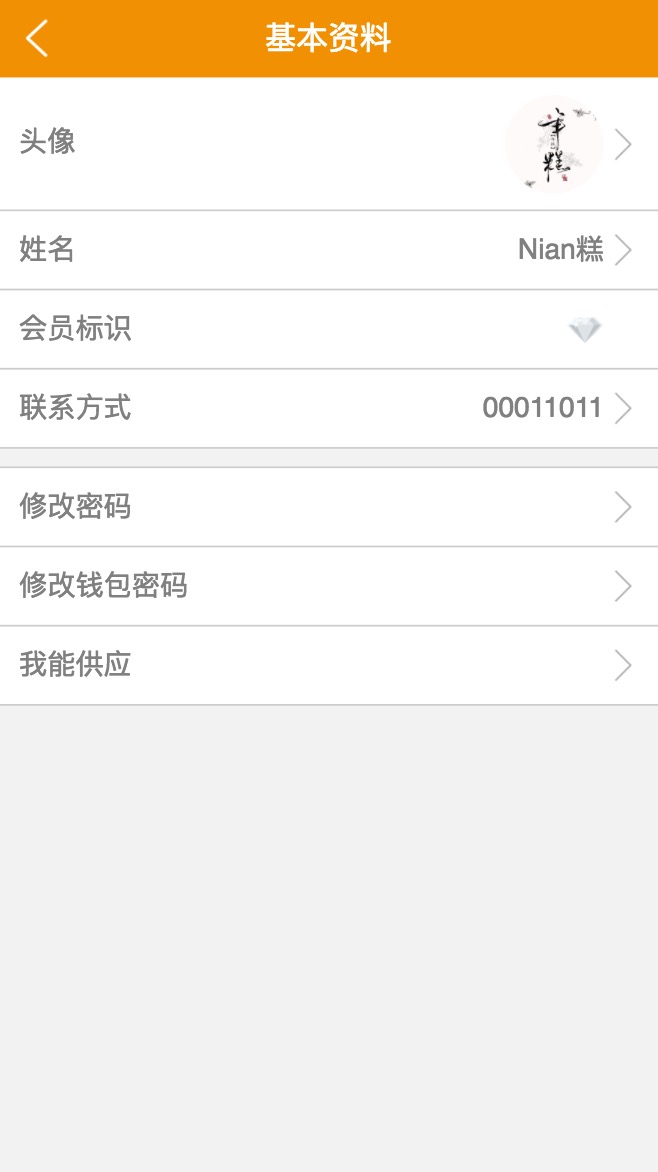 基本资料
头像
年糕
姓名
Nian糕
会员标识
联系方式
00011011
修改密码
修改钱包密码
我能供应